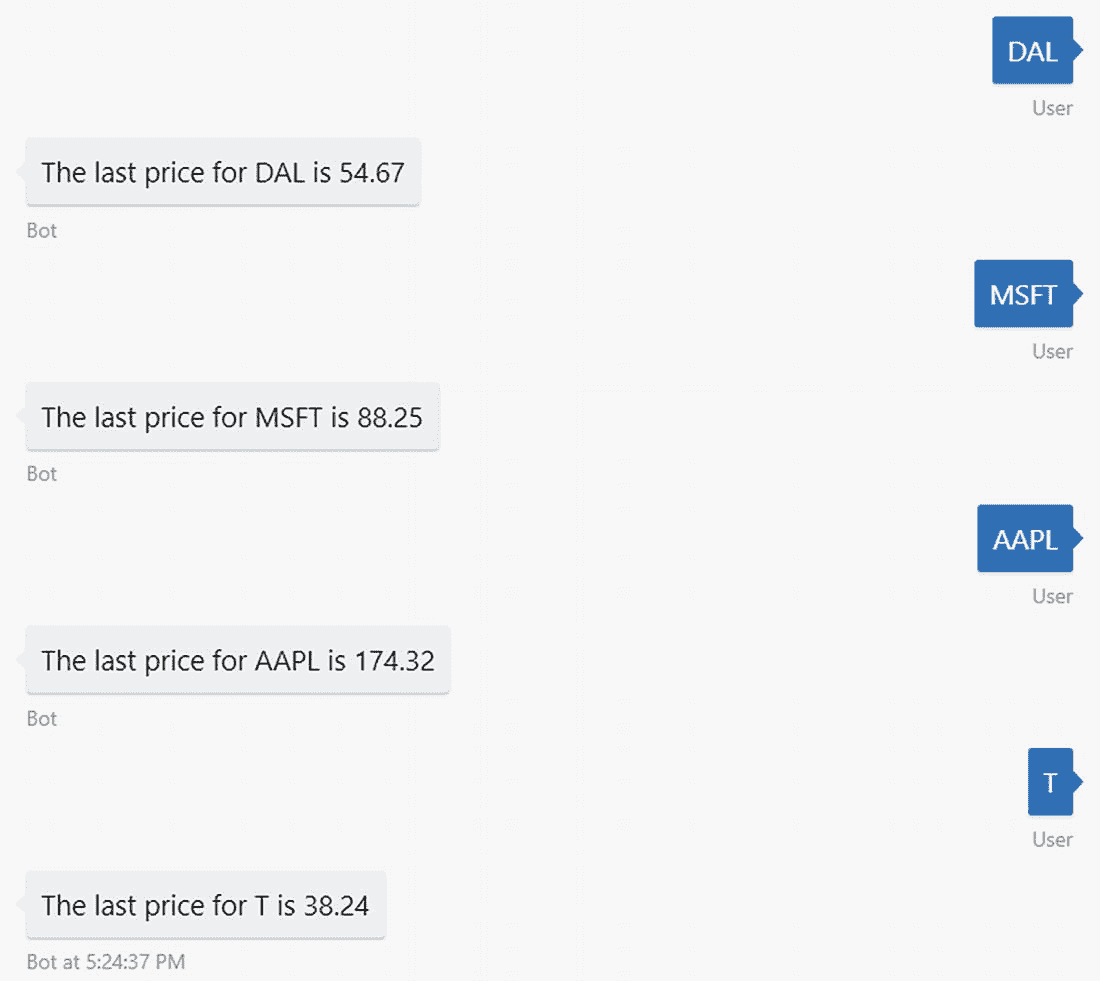 DAL
User
The last price for DAL is 54.67
Bot
MSFT
User
The last price for MSFT is 88.25
Bot
AAPL
User
The last price for AAPL is 174.32
Bot
T
User
The last price for T is 38.24
Bot at 5:24:37 PM